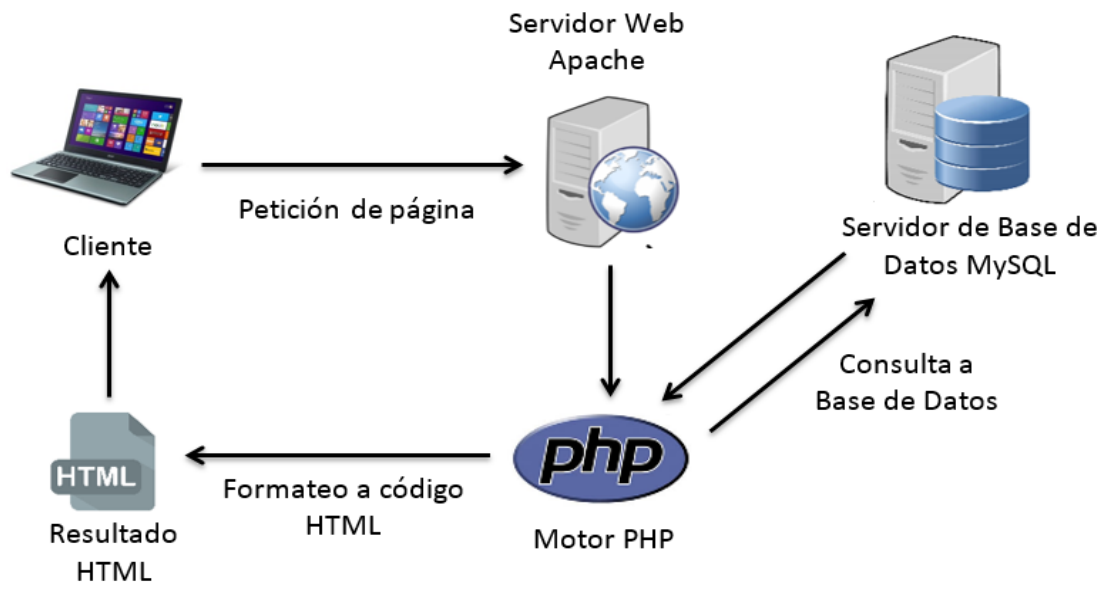 Servidor Web
Apache
Petición de página
Cliente
Servidor de Base de
Datos MySQL
Consulta a
Base de Datos
php
HTML
Formateo a código
HTML
Resultado
HTML
Motor PHP